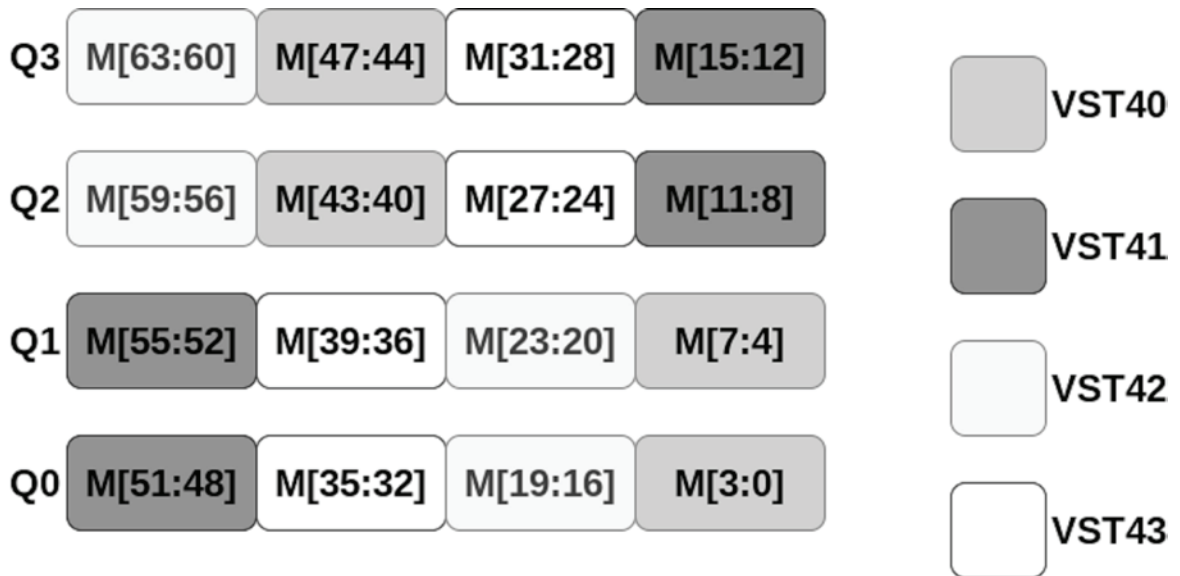 Q3 M[63:60] M[47:44] M[31:28] M[15:12]
VST40
Q2 M[59:56] M[43:40] M[27:24] M[11:8]
VST41
Q1 M[55:52] M[39:36] M[23:20] M[7:4]
VST42
Q0 M[51:48] M[35:32] M[19:16] M[3:0]
VST43